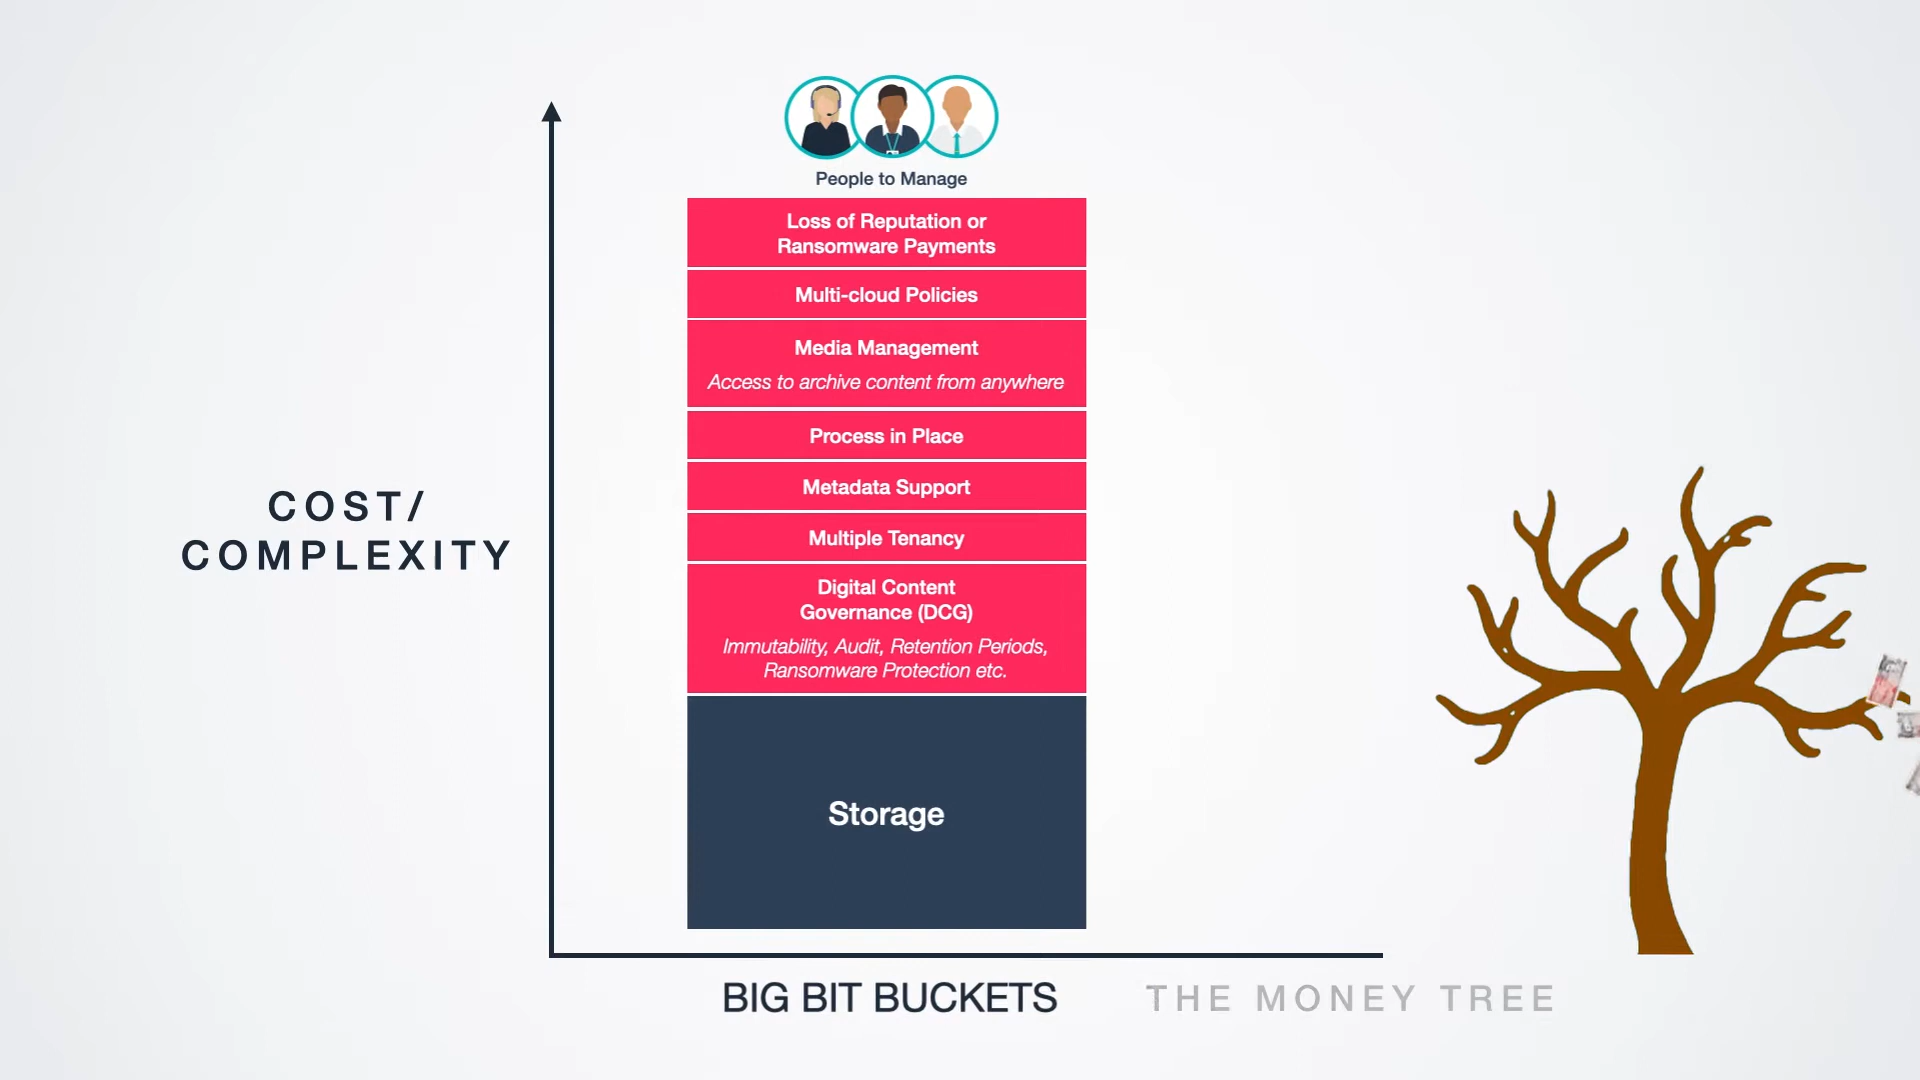 People to Manage
Loss of Reputation or
Ransomware Payments
Multi-cloud Policies
Media Management
Access to archive content from anywhere
Process in Place
COST/
COMPLEXITY
Metadata Support
Multiple Tenancy
Digital Content
Governance (DCG)
Immutability, Audit, Retention Periods,
Ransomware Protection etc.
Storage
BIG BIT BUCKETS
THE MONEY TREE